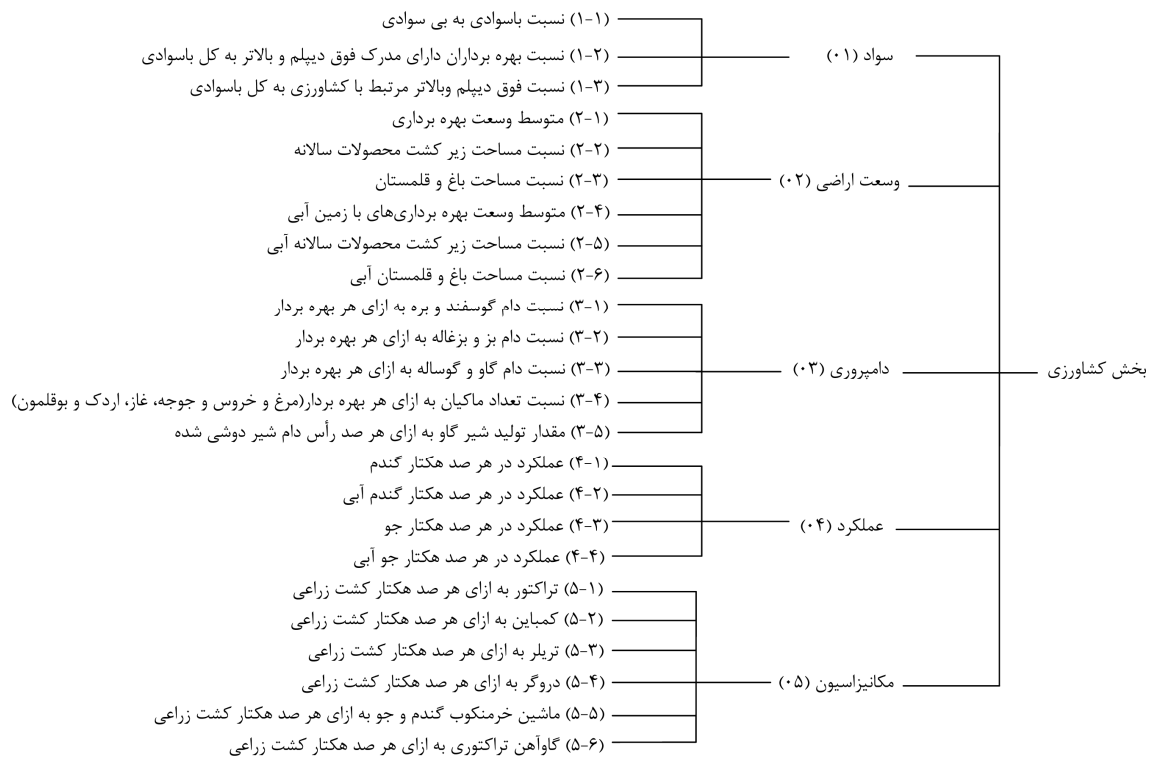 بخش کشاورزی
سواد (۰۱)
(۱-۱) نسبت باسوادی به بی سوادی
(۱-۲) نسبت بهره برداران دارای مدرک فوق دیپلم و بالاتر به کل باسوادی
(۱-۳) نسبت فوق دیپلم وبالاتر مرتبط با کشاورزی به کل باسوادی
وسعت اراضی (۰۲)
(۲-۱) متوسط وسعت بهره برداری
(۲-۲) نسبت مساحت زیر کشت محصولات سالانه
(۲-۳) نسبت مساحت باغ و قلمستان
(۲-۴) متوسط وسعت بهره برداری‌های با زمین آبی
(۲-۵) نسبت مساحت زیر کشت محصولات سالانه آبی
(۲-۶) نسبت مساحت باغ و قلمستان آبی
دامپروری (۰۳)
(۳-۱) نسبت دام گوسفند و بره به ازای هر بهره بردار
(۳-۲) نسبت دام بز و بزغاله به ازای هر بهره بردار
(۳-۳) نسبت دام گاو و گوساله به ازای هر بهره بردار
(۳-۴) نسبت تعداد ماکیان به ازای هر بهره بردار(مرغ و خروس و جوجه، غاز، اردک و بوقلمون)
(۳-۵) مقدار تولید شیر گاو به ازای هر صد رأس دام شیر دوشی شده
عملکرد (۰۴)
(۴-۱) عملکرد در هر صد هکتار گندم
(۴-۲) عملکرد در هر صد هکتار گندم آبی
(۴-۳) عملکرد در هر صد هکتار جو
(۴-۴) عملکرد در هر صد هکتار جو آبی
مکانیزاسیون (۰۵)
(۵-۱) تراکتور به ازای هر صد هکتار کشت زراعی
(۵-۲) کمباین به ازای هر صد هکتار کشت زراعی
(۵-۳) تریلر به ازای هر صد هکتار کشت زراعی
(۵-۴) دروگر به ازای هر صد هکتار کشت زراعی
(۵-۵) ماشین خرمنکوب گندم و جو به ازای هر صد هکتار کشت زراعی
(۵-۶) گاوآهن تراکتوری به ازای هر صد هکتار کشت زراعی